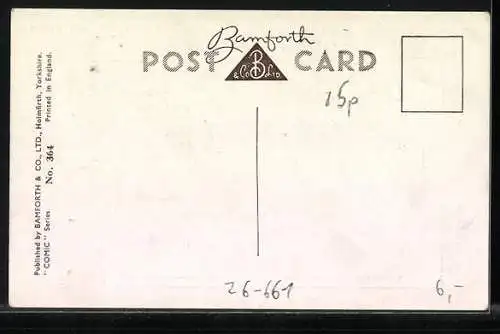 Bamforth
POST CARD
& Co B LTD
15p
Published by BAMFORTH & CO., LTD., Holmfirth, Yorkshire.
"COMIC" Series No. 364 Printed in England.
26-661
6,-